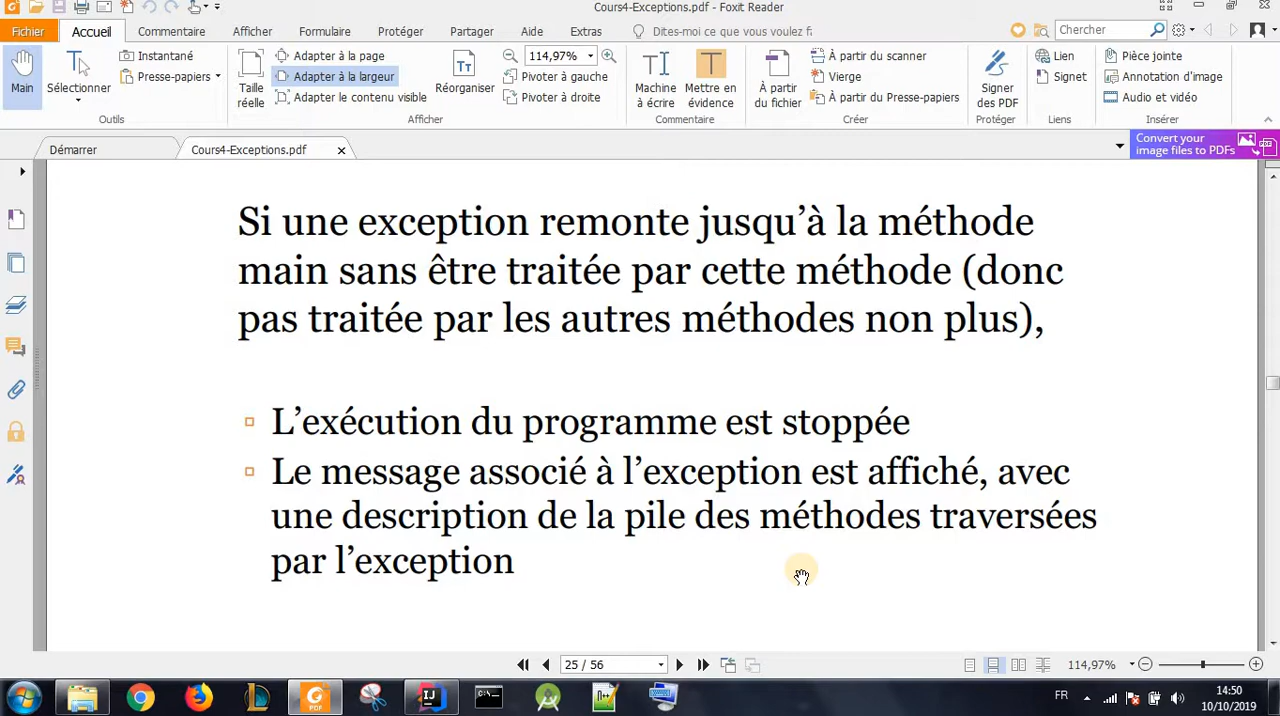 Cours4-Exceptions.pdf - Foxit Reader
Fichier Accueil Commentaire Afficher Formulaire Protéger Partager Aide Extras Dites-moi ce que vous voulez f: Chercher
Main
Sélectionner
Instantané
Presse-papiers
Outils
Taille réelle
Adapter à la page
Adapter à la largeur
Adapter le contenu visible
Réorganiser
114,97%
Pivoter à gauche
Pivoter à droite
Afficher
Machine à écrire
Mettre en évidence
Commentaire
À partir du fichier
À partir du scanner
Vierge
À partir du Presse-papiers
Créer
Signer des PDF
Protéger
Lien
Signet
Liens
Pièce jointe
Annotation d'image
Audio et vidéo
Insérer
Démarrer Cours4-Exceptions.pdf
Convert your
image files to PDFs
Si une exception remonte jusqu’à la méthode
main sans être traitée par cette méthode (donc
pas traitée par les autres méthodes non plus),
L’exécution du programme est stoppée
Le message associé à l’exception est affiché, avec
une description de la pile des méthodes traversées
par l’exception
25 / 56 114,97%
FR 14:50
10/10/2019